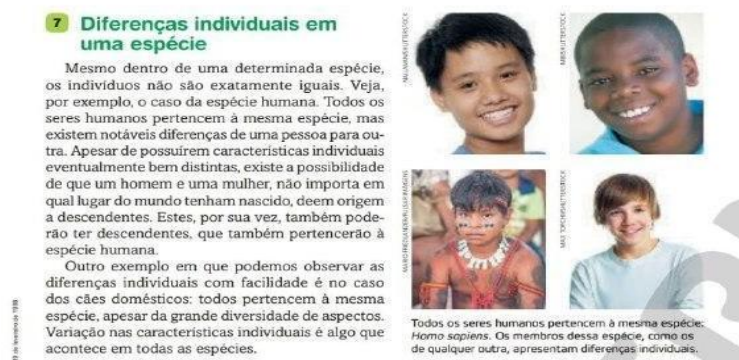 7 Diferenças individuais em
uma espécie
Mesmo dentro de uma determinada espécie,
os indivíduos não são exatamente iguais. Veja,
por exemplo, o caso da espécie humana. Todos os
seres humanos pertencem à mesma espécie, mas
existem notáveis diferenças de uma pessoa para ou-
tra. Apesar de possuírem características individuais
eventualmente bem distintas, existe a possibilidade
de que um homem e uma mulher, não importa em
qual lugar do mundo tenham nascido, deem origem
a descendentes. Estes, por sua vez, também pode-
rão ter descendentes, que também pertencerão à
espécie humana.
Outro exemplo em que podemos observar as
diferenças individuais com facilidade é no caso
dos cães domésticos: todos pertencem à mesma
espécie, apesar da grande diversidade de aspectos.
Variação nas características individuais é algo que
acontece em todas as espécies.
de fevereiro de 1998
Todos os seres humanos pertencem à mesma espécie:
Homo sapiens. Os membros dessa espécie, como os
de qualquer outra, apresentam diferenças individuais.